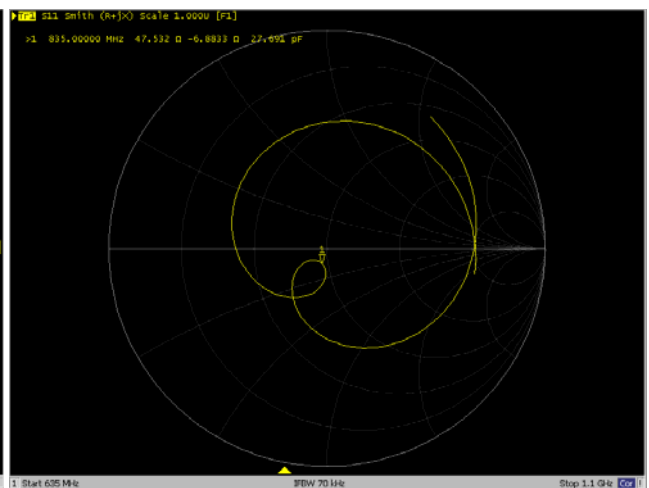 Tr1 S11 Smith (R+jX) Scale 1.000U [F1]
>1 835.00000 MHz 47.532 Ω -6.8833 Ω 27.691 pF
1
1 Start 635 MHz IFBW 70 kHz Stop 1.1 GHz Cor !